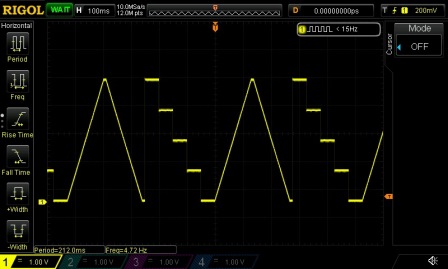 RIGOL WAIT H 100ms 10.0MSa/s 12.0M pts D 0.00000000ps T 1 200mV
Horizontal
1 < 15Hz
Mode
OFF
Cursor
Period
Freq
Rise Time
Fall Time
+Width
-Width
T
T
1
Period=212.0ms Freq=4.72 Hz
1 = 1.00 V 2 = 1.00 V 3 = 1.00 V 4 = 1.00 V